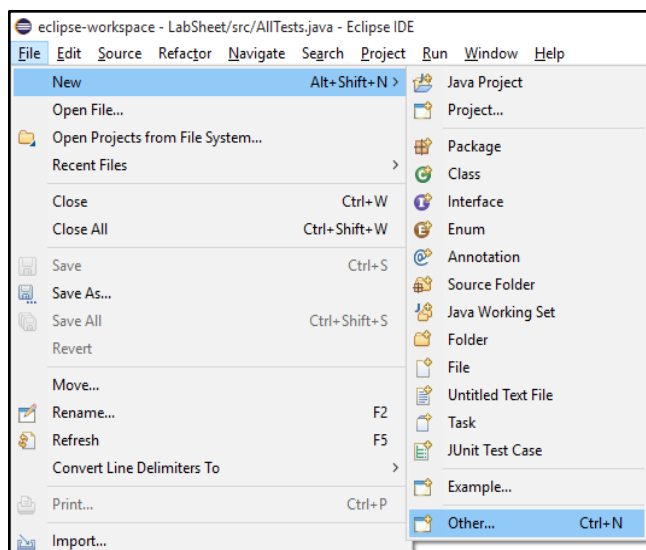 eclipse-workspace - LabSheet/src/AllTests.java - Eclipse IDE
File Edit Source Refactor Navigate Search Project Run Window Help
New Alt+Shift+N >
Open File...
Open Projects from File System...
Recent Files >
Close Ctrl+W
Close All Ctrl+Shift+W
Save Ctrl+S
Save As...
Save All Ctrl+Shift+S
Revert
Move...
Rename... F2
Refresh F5
Convert Line Delimiters To >
Print... Ctrl+P
Import...
Java Project
Project...
Package
Class
Interface
Enum
Annotation
Source Folder
Java Working Set
Folder
File
Untitled Text File
Task
JUnit Test Case
Example...
Other... Ctrl+N